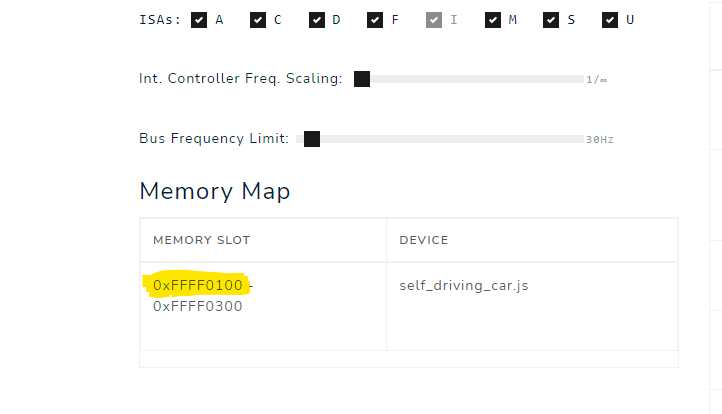 ISAs: A C D F I M S U
Int. Controller Freq. Scaling: 1/∞
Bus Frequency Limit: 30Hz
Memory Map
MEMORY SLOT DEVICE
0xFFFF0100 - self_driving_car.js
0xFFFF0300